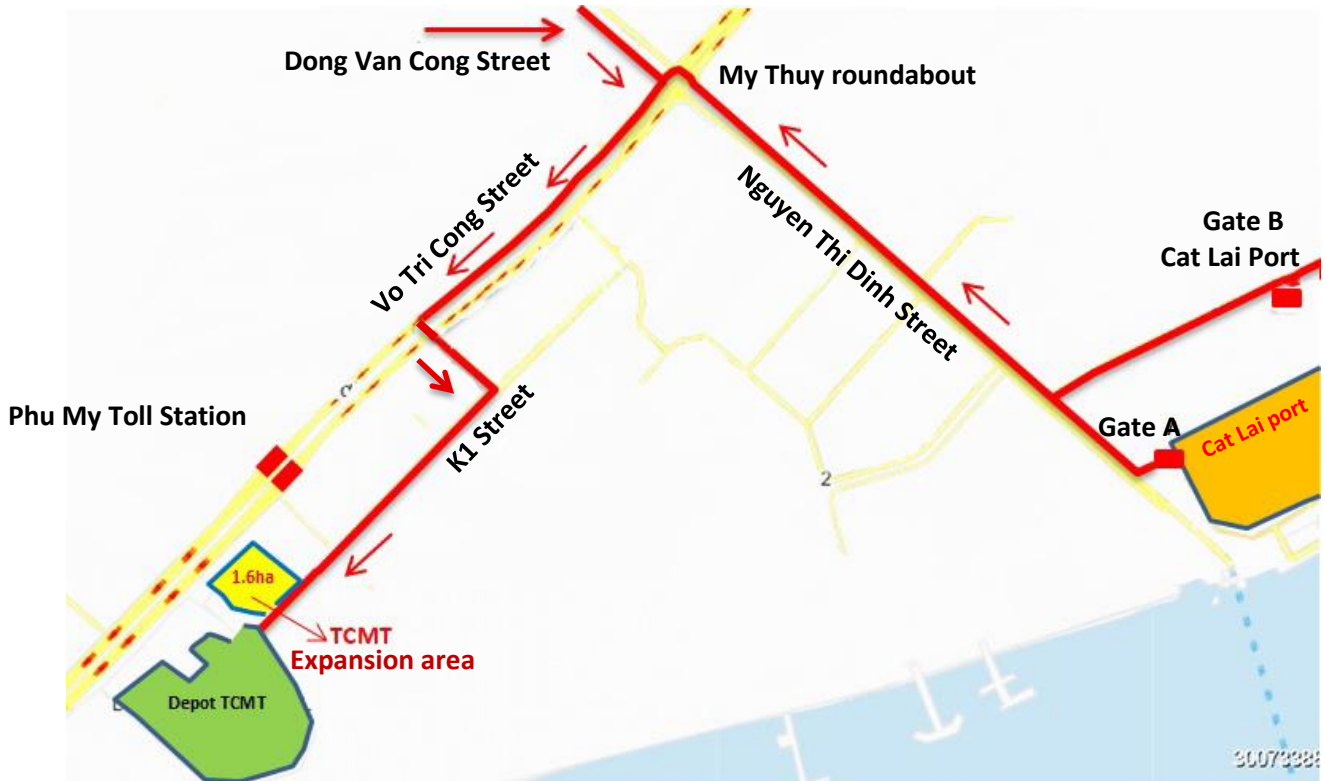 Dong Van Cong Street
My Thuy roundabout
Vo Tri Cong Street
Nguyen Thi Dinh Street
Gate B
Cat Lai Port
Phu My Toll Station
K1 Street
Gate A
Cat Lai port
2
1.6ha
TCMT
Expansion area
Depot TCMT